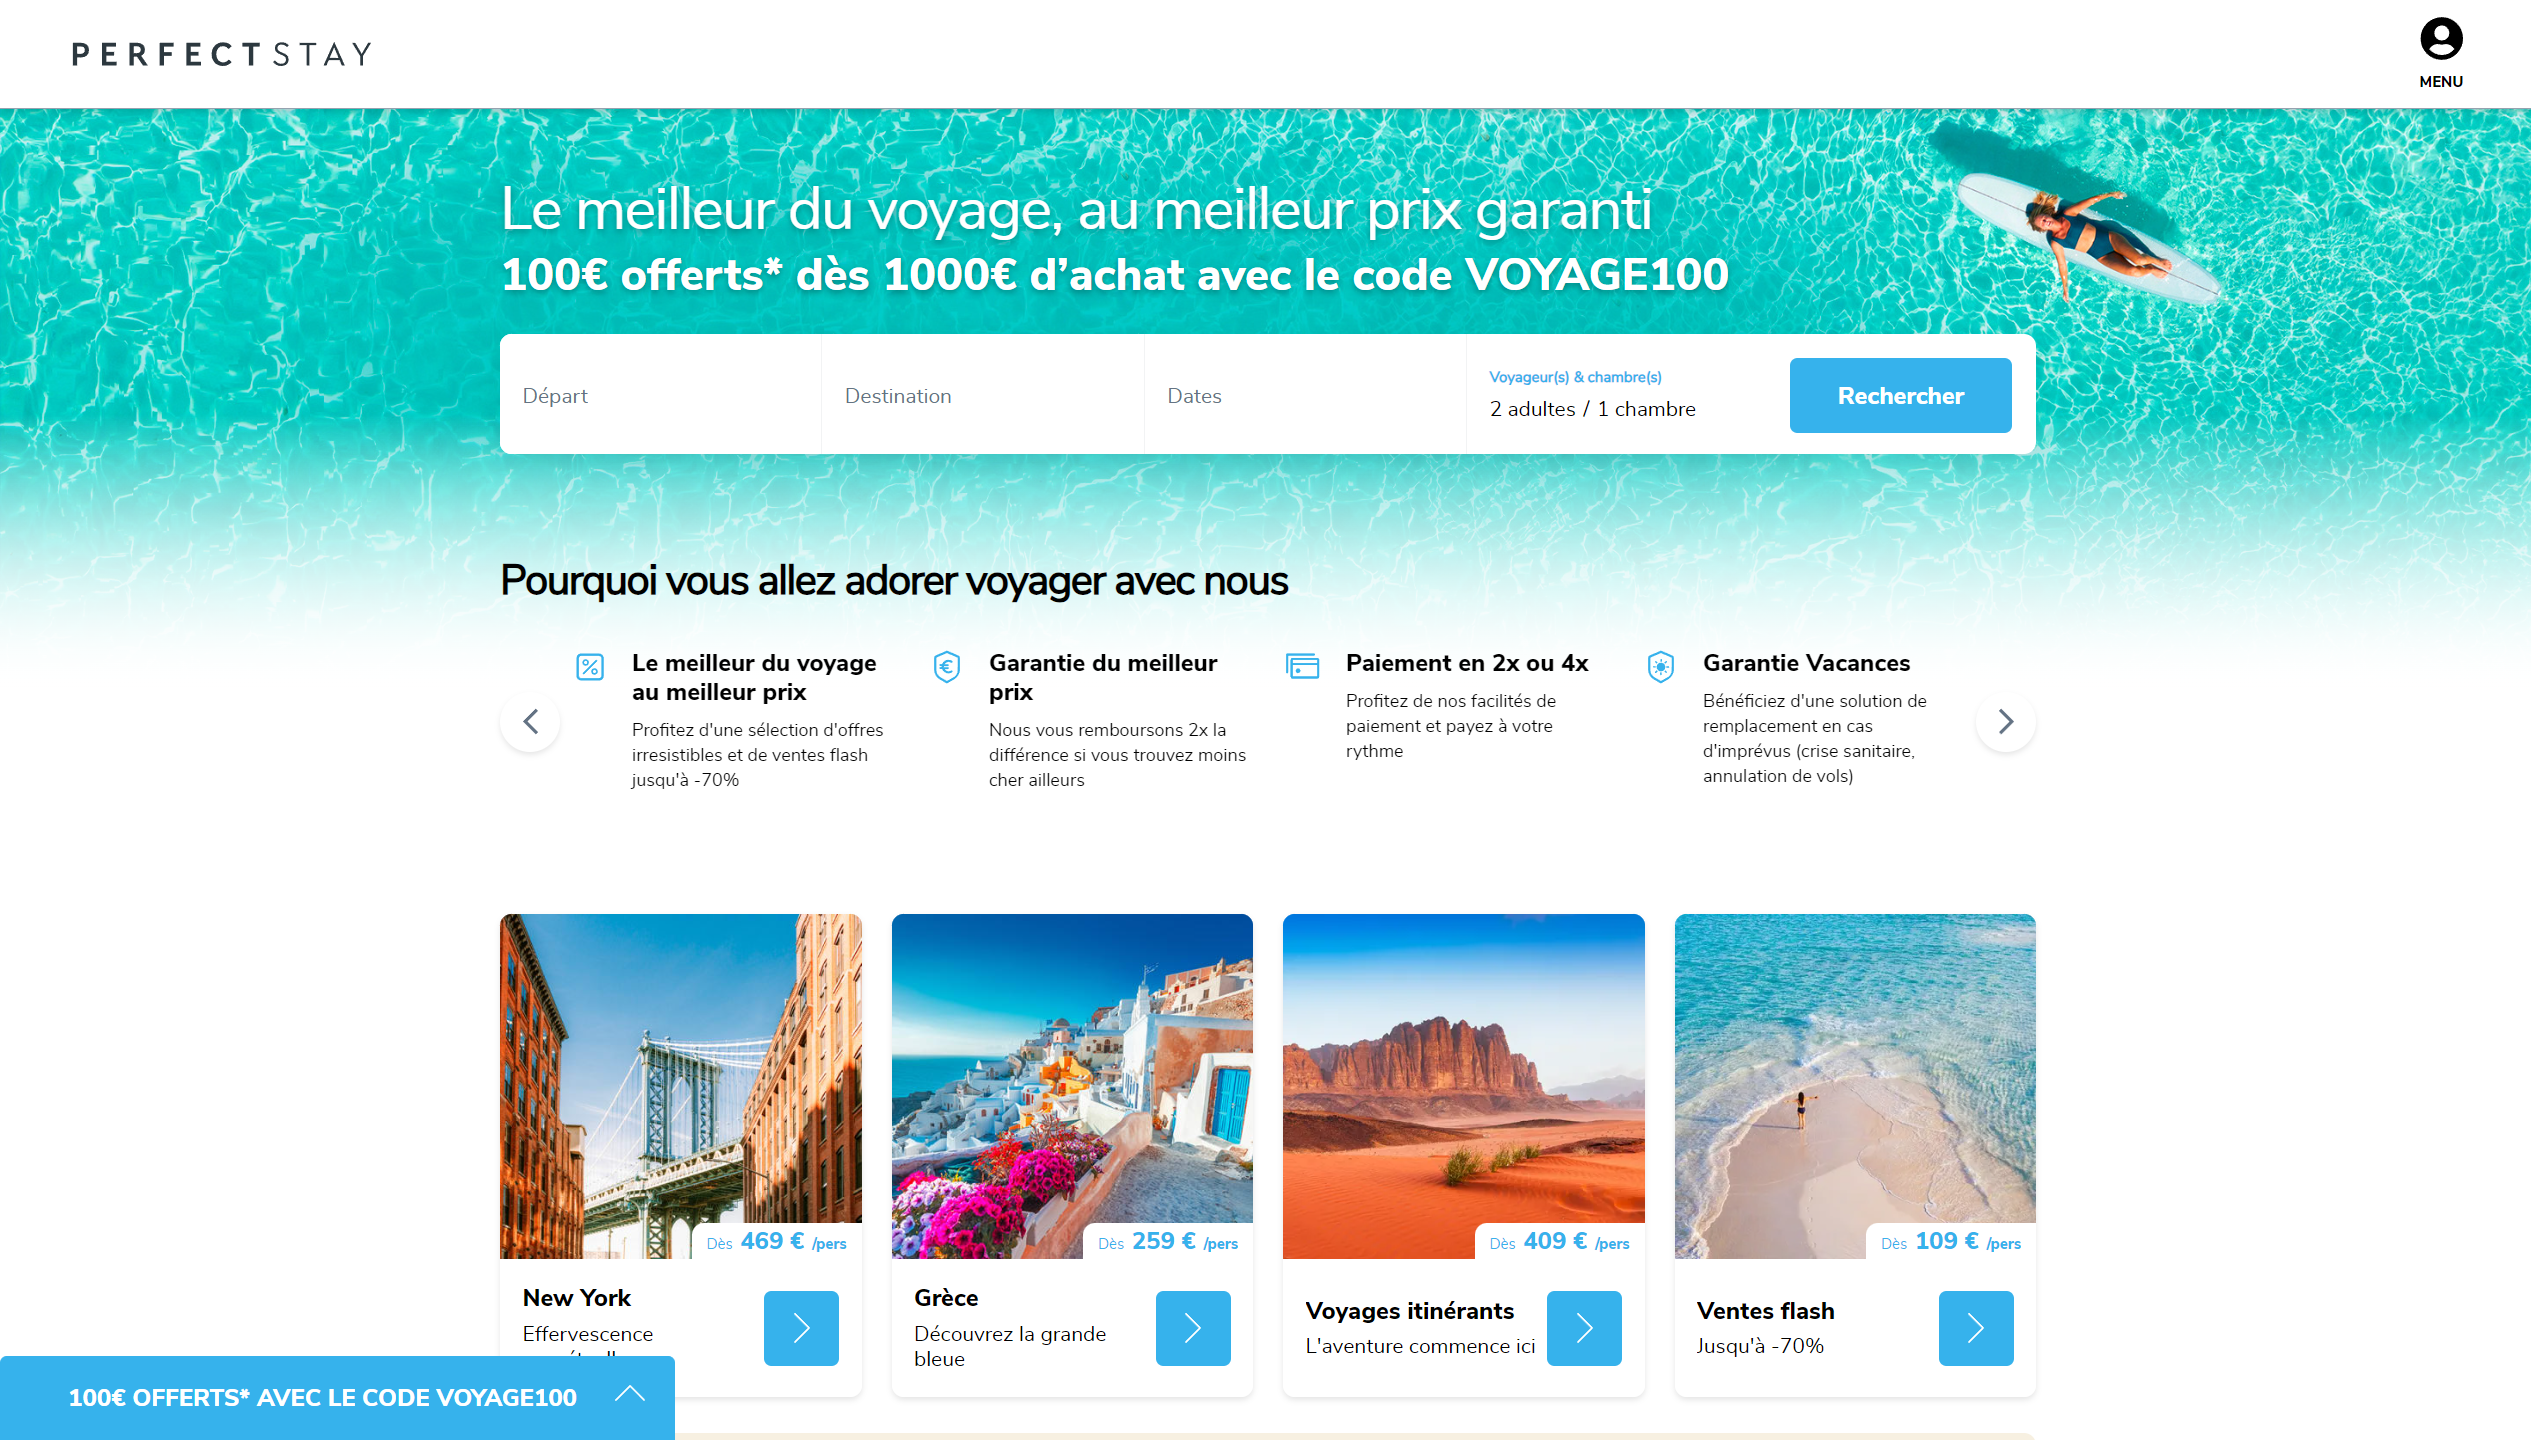 PERFECTSTAY
MENU
Le meilleur du voyage, au meilleur prix garanti
100€ offerts* dès 1000€ d’achat avec le code VOYAGE100
Départ
Destination
Dates
Voyageur(s) & chambre(s)
2 adultes / 1 chambre
Rechercher
Pourquoi vous allez adorer voyager avec nous
Le meilleur du voyage
au meilleur prix
Profitez d'une sélection d'offres
irresistibles et de ventes flash
jusqu'à -70%
Garantie du meilleur
prix
Nous vous remboursons 2x la
différence si vous trouvez moins
cher ailleurs
Paiement en 2x ou 4x
Profitez de nos facilités de
paiement et payez à votre
rythme
Garantie Vacances
Bénéficiez d'une solution de
remplacement en cas
d'imprévus (crise sanitaire,
annulation de vols)
Dès 469 € /pers
New York
Effervescence
Dès 259 € /pers
Grèce
Découvrez la grande
bleue
Dès 409 € /pers
Voyages itinérants
L'aventure commence ici
Dès 109 € /pers
Ventes flash
Jusqu'à -70%
100€ OFFERTS* AVEC LE CODE VOYAGE100